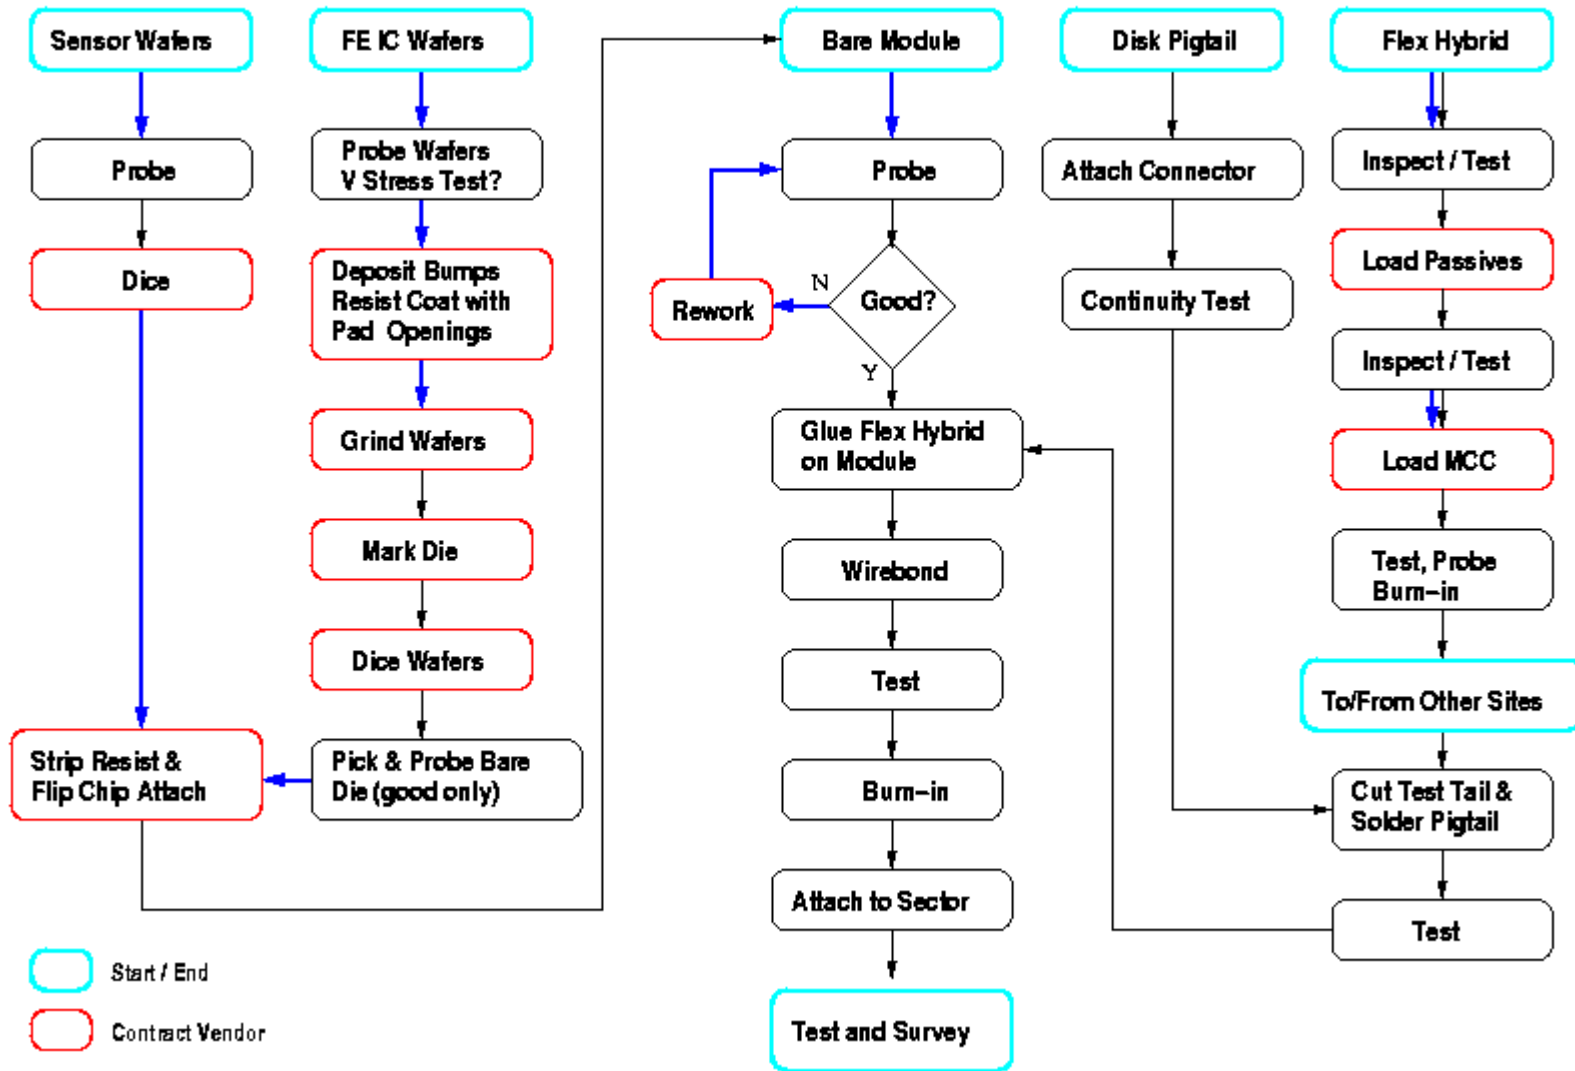 Sensor Wafers
Probe
Dice
Strip Resist &
Flip Chip Attach
FE IC Wafers
Probe Wafers
V Stress Test?
Deposit Bumps
Resist Coat with
Pad Openings
Grind Wafers
Mark Die
Dice Wafers
Pick & Probe Bare
Die (good only)
Bare Module
Probe
Good?
N
Rework
Y
Glue Flex Hybrid
on Module
Wirebond
Test
Burn-in
Attach to Sector
Test and Survey
Disk Pigtail
Attach Connector
Continuity Test
Flex Hybrid
Inspect / Test
Load Passives
Inspect / Test
Load MCC
Test, Probe
Burn-in
To/From Other Sites
Cut Test Tail &
Solder Pigtail
Test
Start / End
Contract Vendor